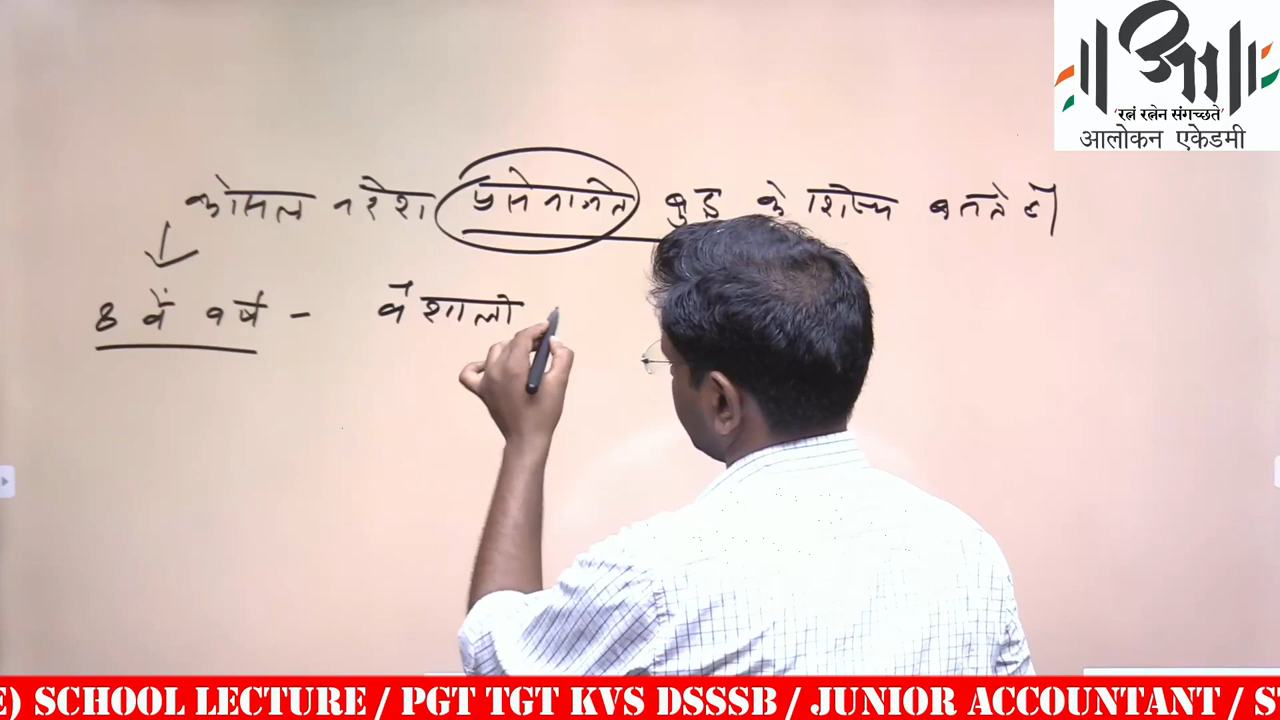 'रत्नं रत्नेन संगच्छते'
आलोकन एकेडमी
कोसल नरेश प्रसेनजित बुद्ध के शिष्य बनते हैं
8 वें वर्ष - वैशाली
E) SCHOOL LECTURE / PGT TGT KVS DSSSB / JUNIOR ACCOUNTANT / ST